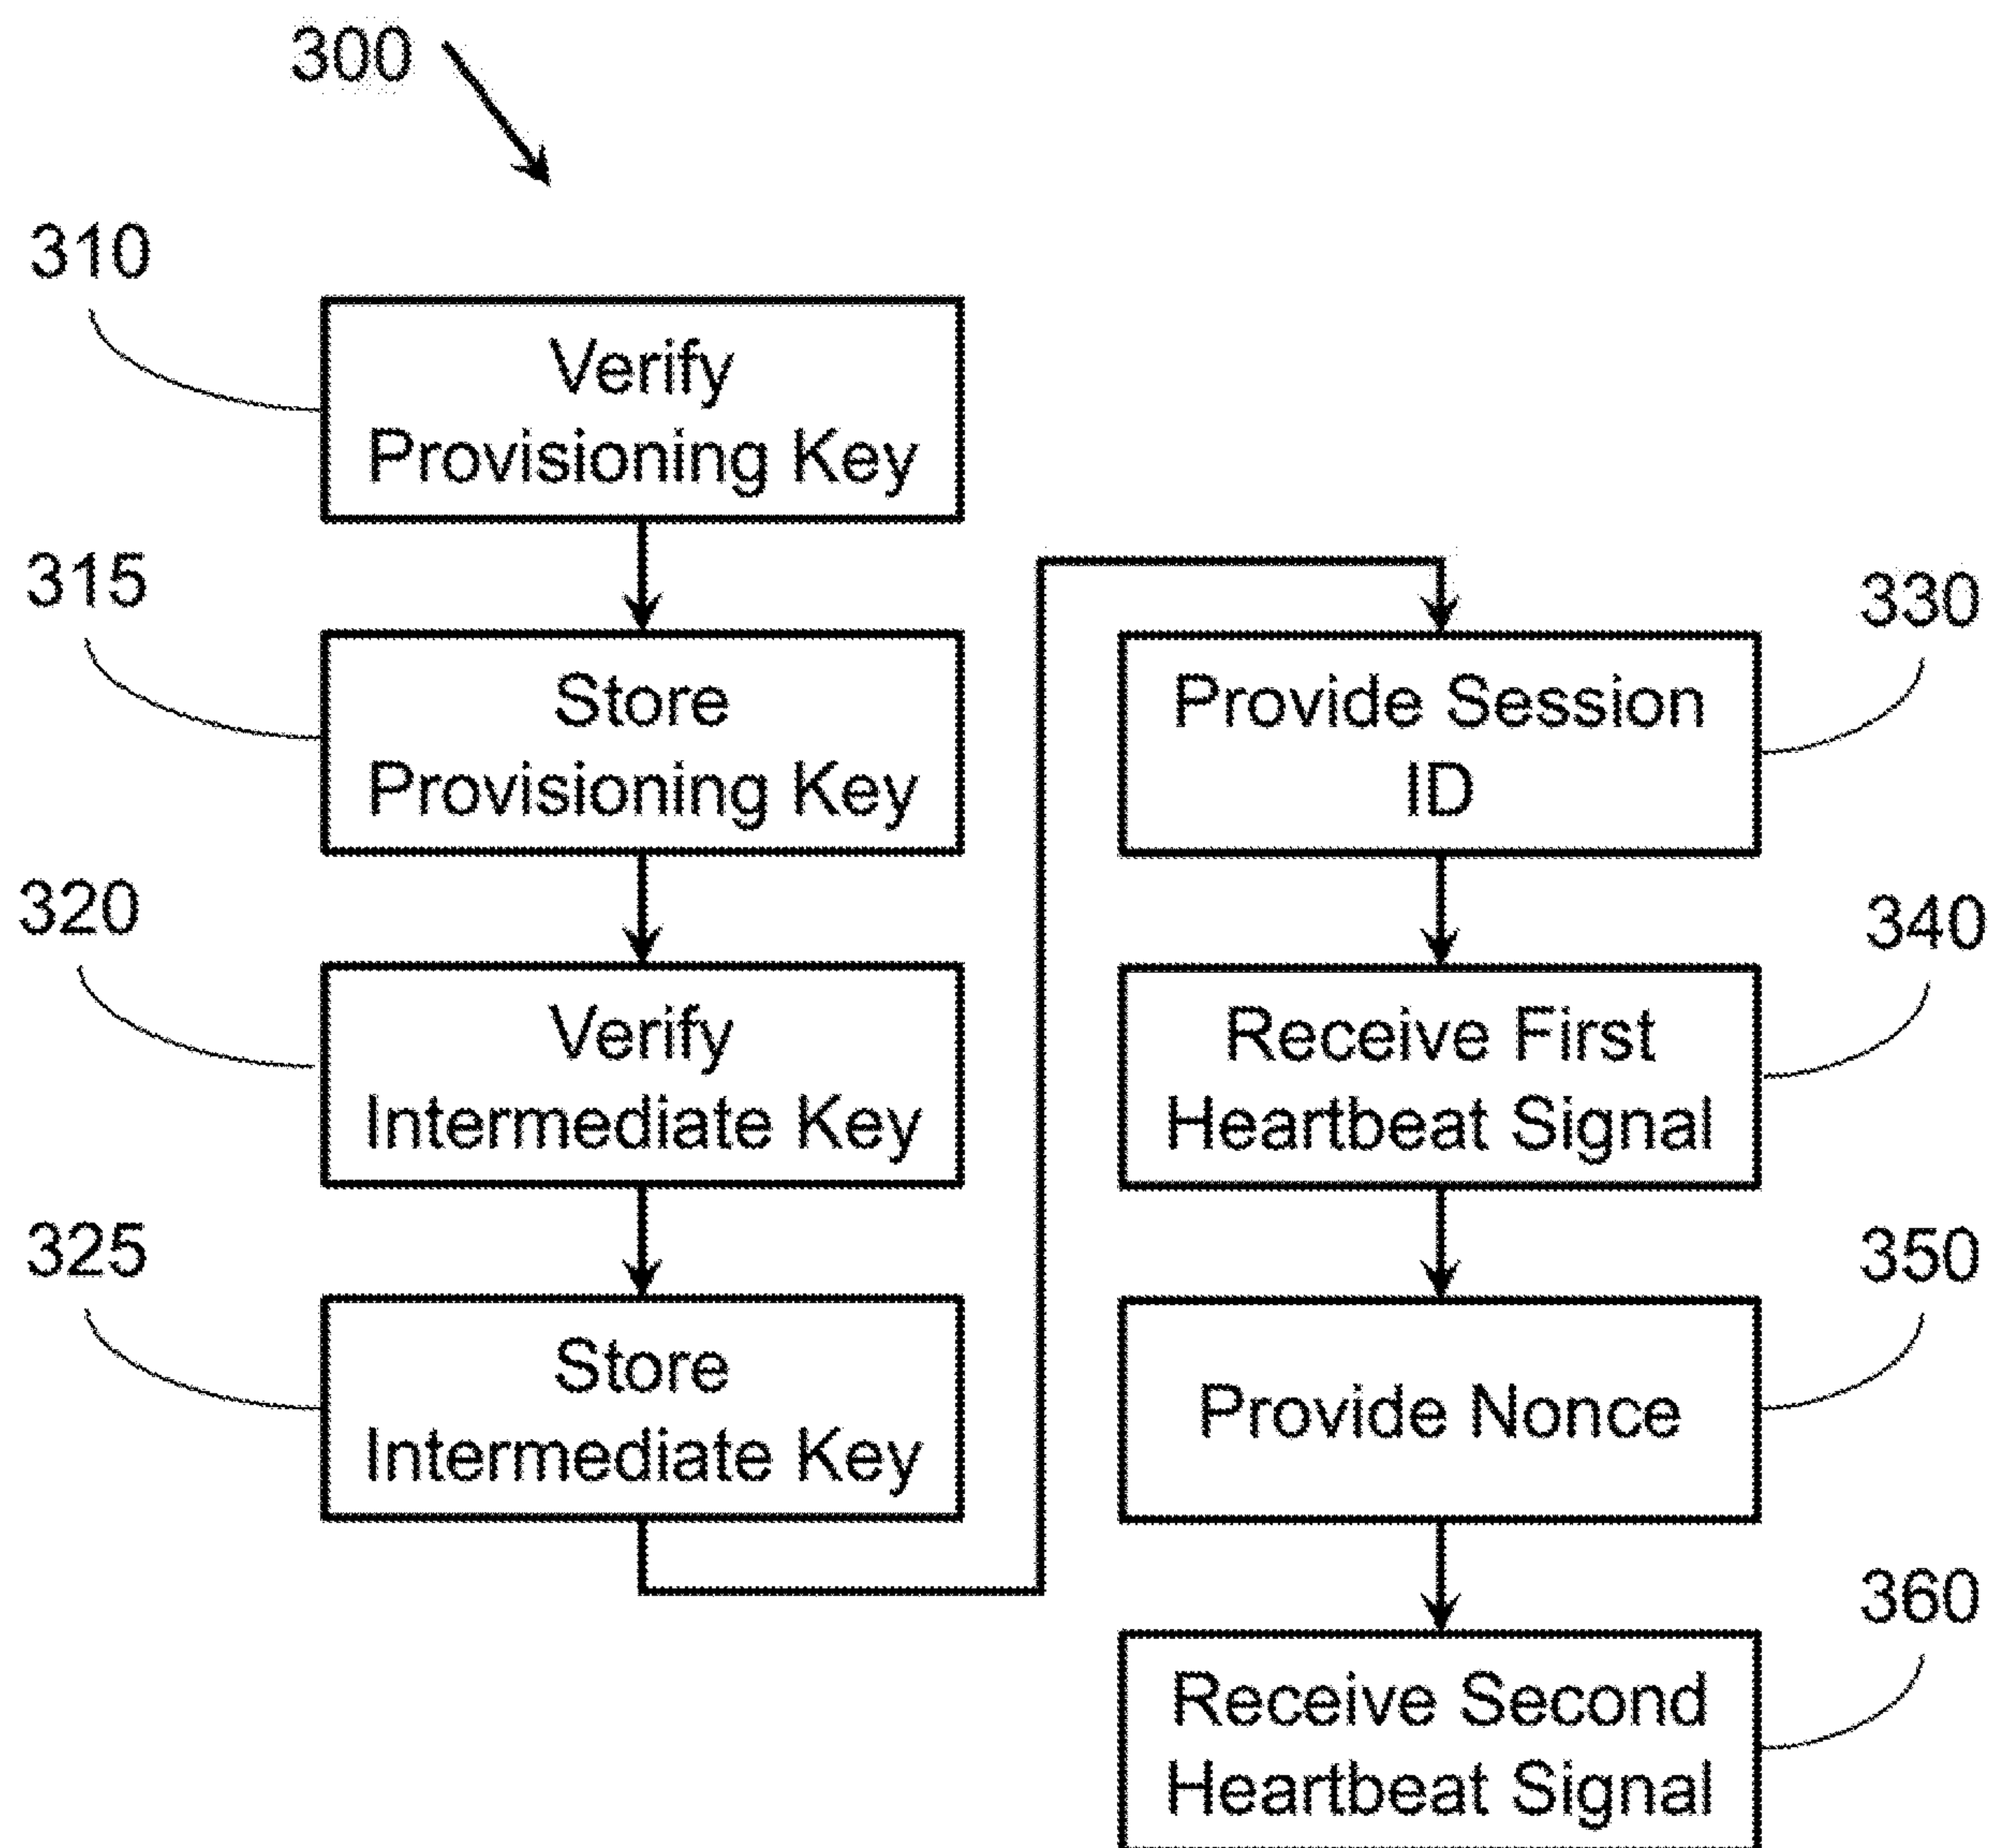 300
310
Verify
Provisioning Key
315
Store
Provisioning Key
320
Verify
Intermediate Key
325
Store
Intermediate Key
330
Provide Session
ID
340
Receive First
Heartbeat Signal
350
Provide Nonce
360
Receive Second
Heartbeat Signal